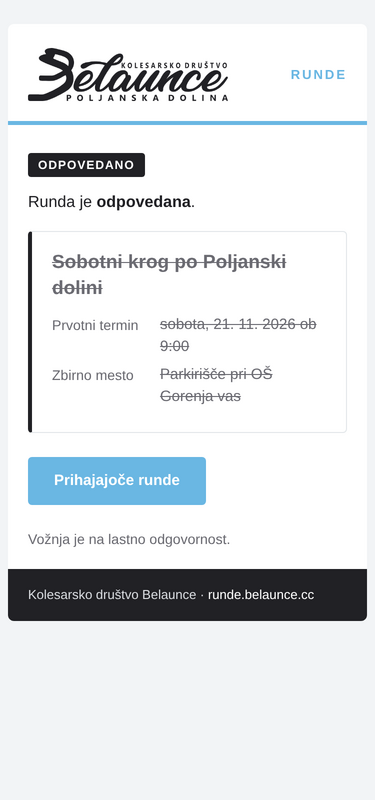 KOLESARSKO DRUŠTVO
Belaunce
POLJANSKA DOLINA
RUNDE
ODPOVEDANO
Runda je odpovedana.
Sobotni krog po Poljanski
dolini
Prvotni termin
sobota, 21. 11. 2026 ob
9:00
Zbirno mesto
Parkirišče pri OŠ
Gorenja vas
Prihajajoče runde
Vožnja je na lastno odgovornost.
Kolesarsko društvo Belaunce · runde.belaunce.cc